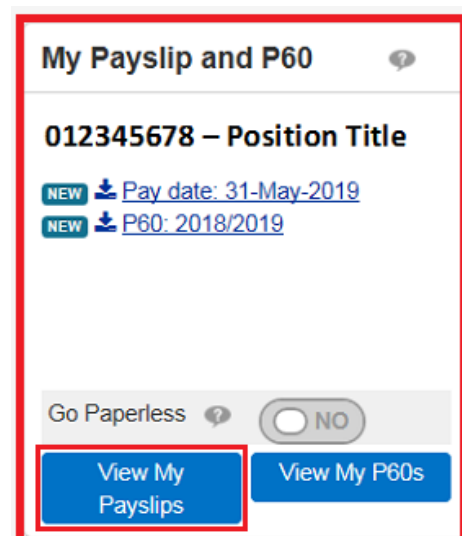 My Payslip and P60 ?
012345678 – Position Title
NEW Pay date: 31-May-2019
NEW P60: 2018/2019
Go Paperless ? NO
View My
Payslips
View My P60s